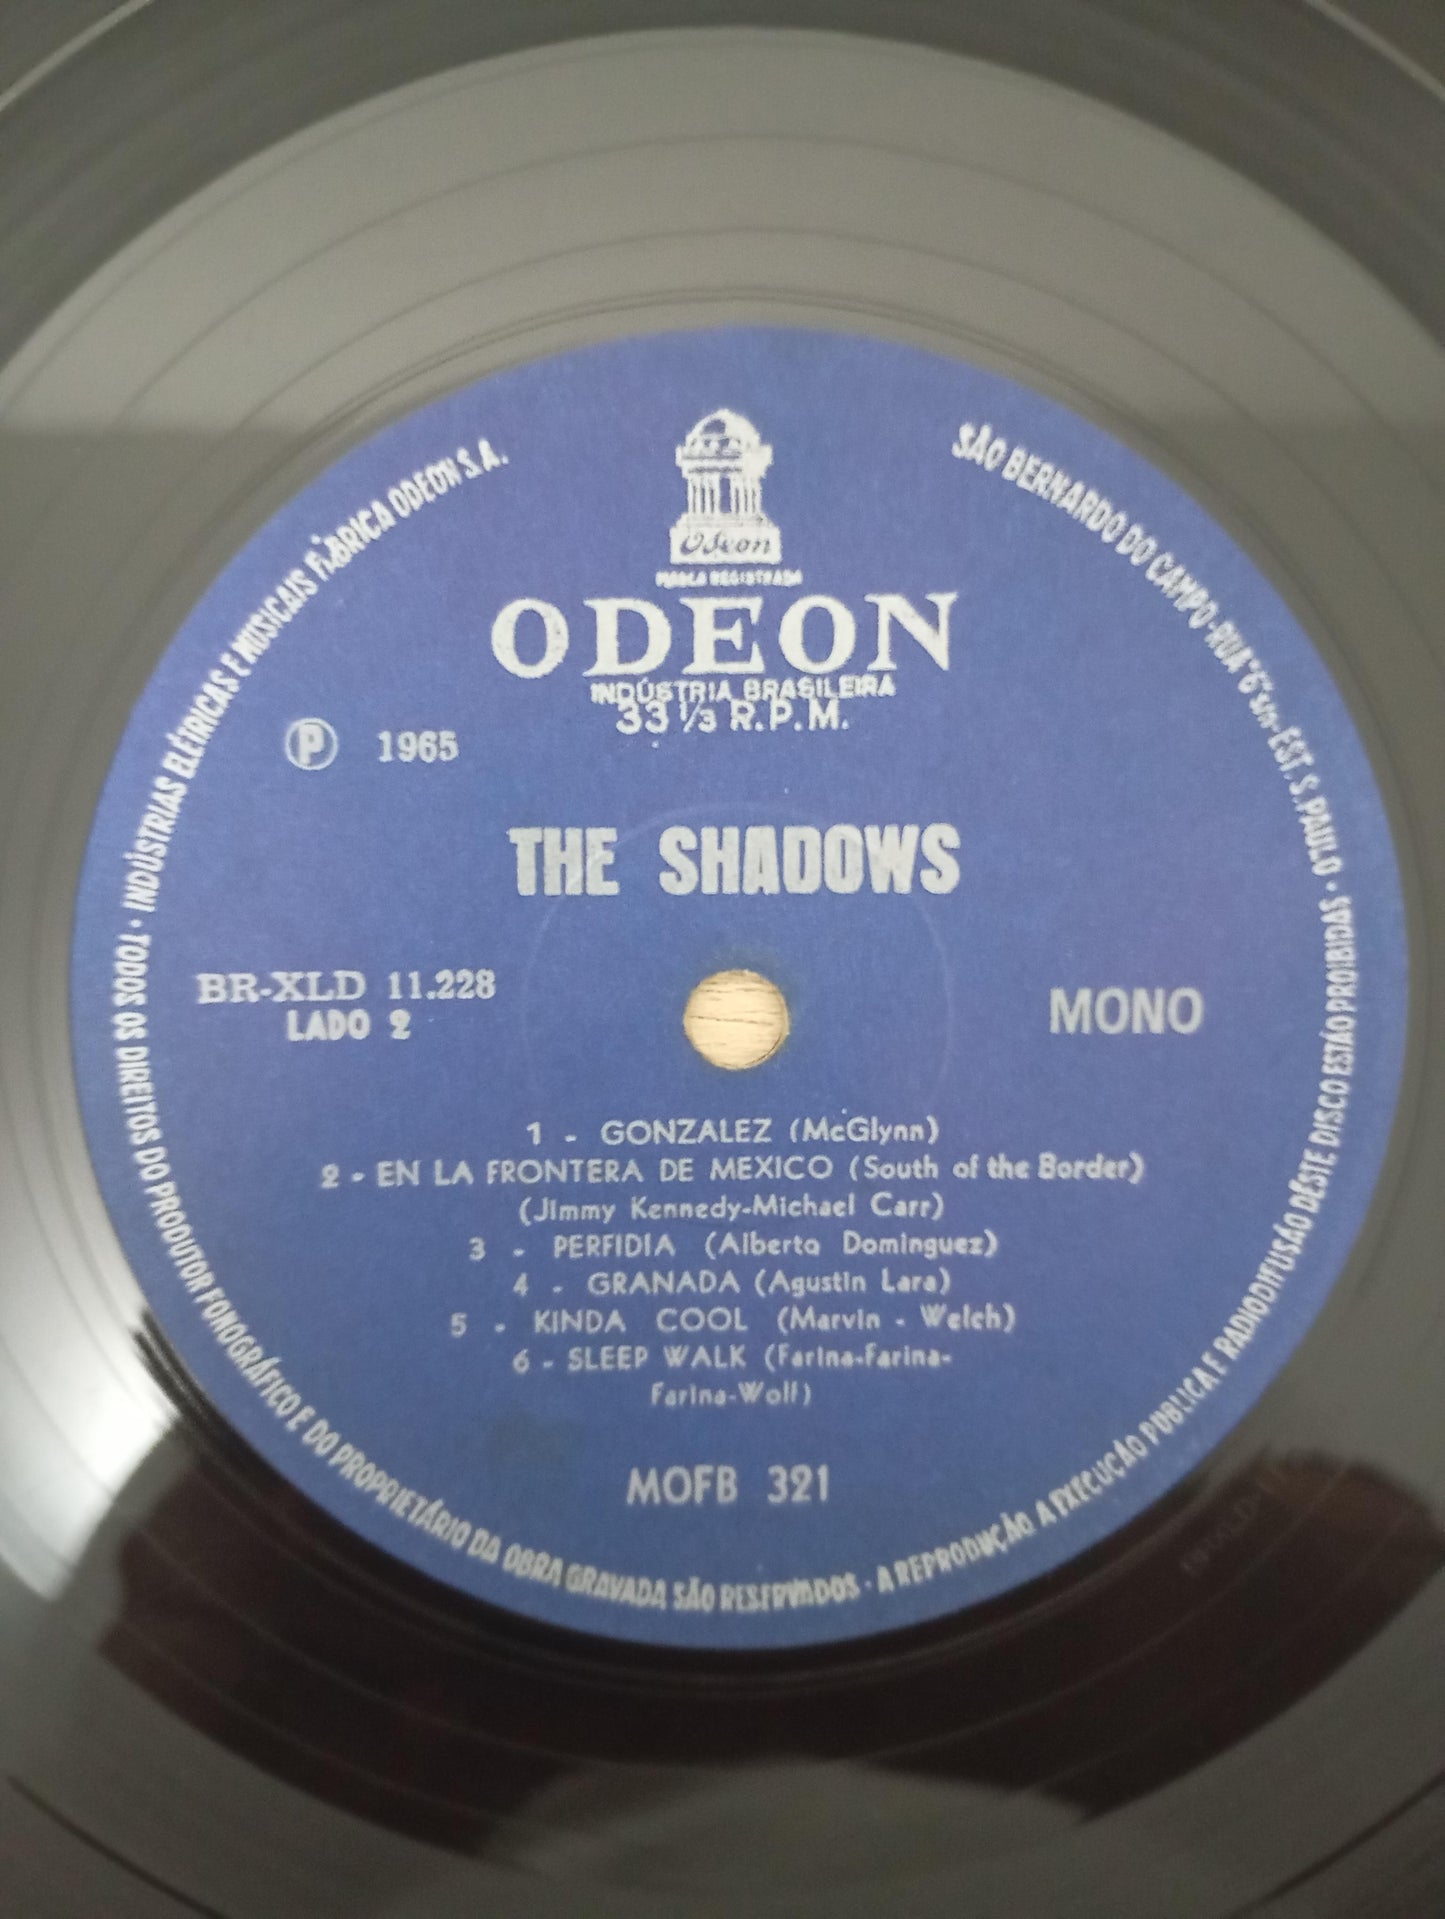 Odeon
MARCA REGISTRADA
ODEON
INDÚSTRIA BRASILEIRA
33 1/3 R.P.M.
Ⓟ 1965
THE SHADOWS
BR-XLD 11.228
LADO 2
MONO
1 - GONZALEZ (McGlynn)
2 - EN LA FRONTERA DE MEXICO (South of the Border)
(Jimmy Kennedy-Michael Carr)
3 - PERFIDIA (Alberto Dominguez)
4 - GRANADA (Agustin Lara)
5 - KINDA COOL (Marvin - Welch)
6 - SLEEP WALK (Farina-Farina-
Farina-Wolf)
MOFB 321
INDÚSTRIAS ELÉTRICAS E MUSICAIS FÁBRICA ODEON S.A.
SÃO BERNARDO DO CAMPO-RUA "6" s/n-EST. S. PAULO
TODOS OS DIREITOS DO PRODUTOR FONOGRÁFICO E DO PROPRIETÁRIO DA OBRA GRAVADA SÃO RESERVADOS · A REPRODUÇÃO A EXECUÇÃO PUBLICA E RADIODIFUSÃO DÊSTE DISCO ESTÃO PROIBIDAS ·